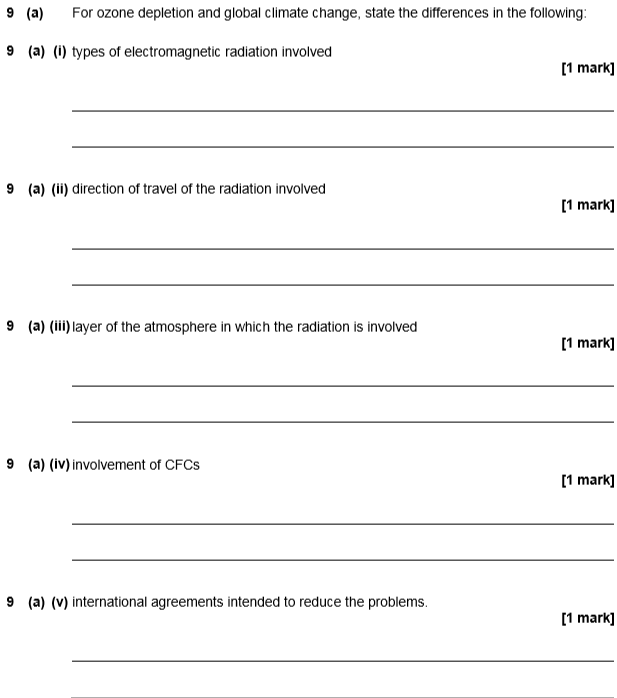 9 (a) For ozone depletion and global climate change, state the differences in the following:
9 (a) (i) types of electromagnetic radiation involved
[1 mark]
9 (a) (ii) direction of travel of the radiation involved
[1 mark]
9 (a) (iii) layer of the atmosphere in which the radiation is involved
[1 mark]
9 (a) (iv) involvement of CFCs
[1 mark]
9 (a) (v) international agreements intended to reduce the problems.
[1 mark]